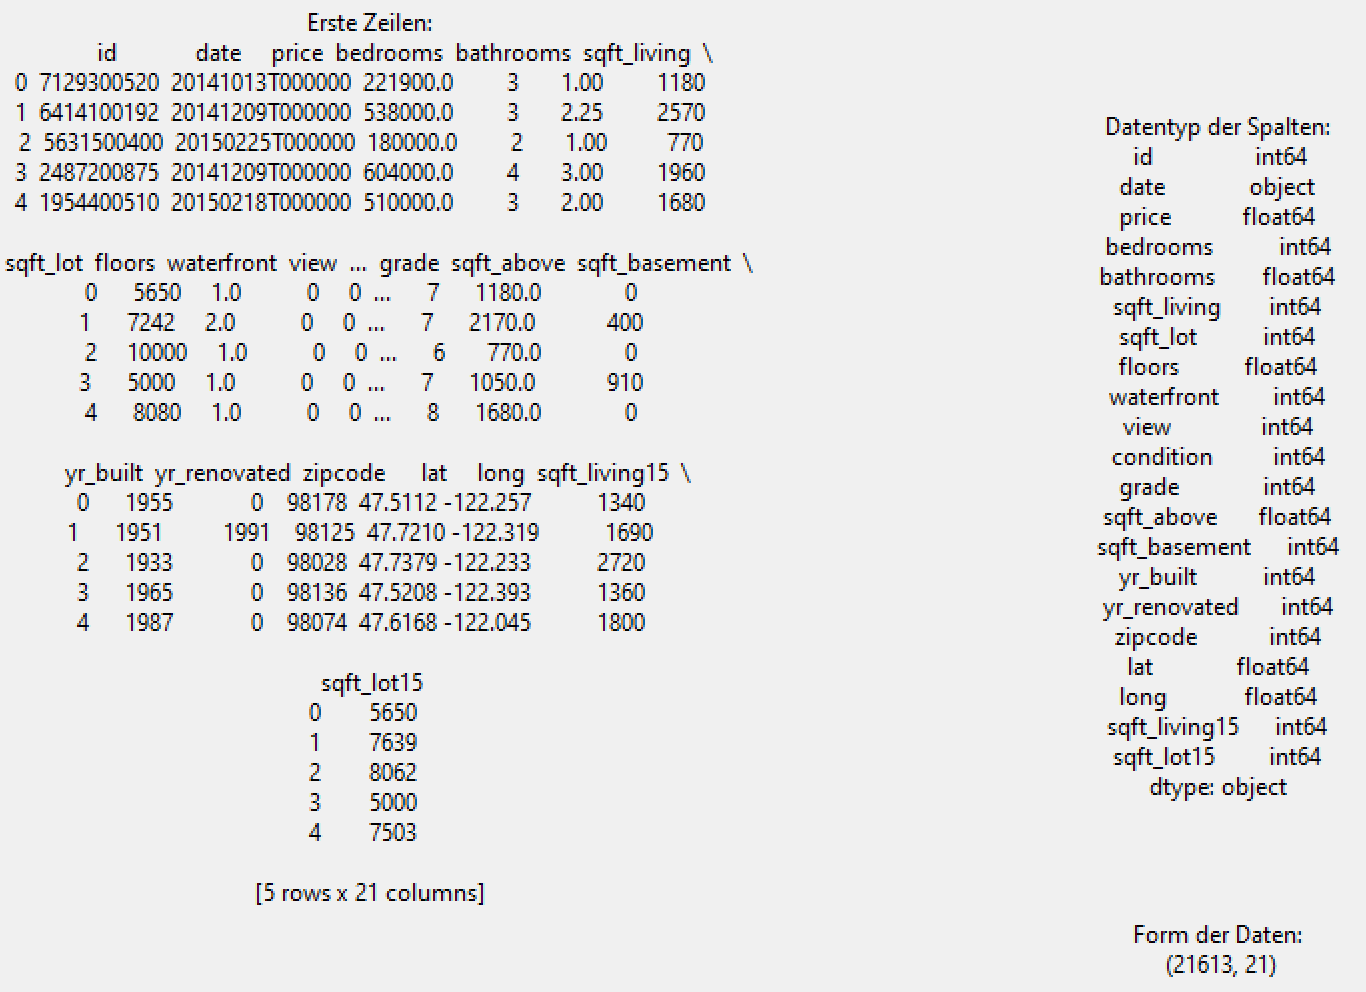 Erste Zeilen:
id date price bedrooms bathrooms sqft_living \
0 7129300520 20141013T000000 221900.0 3 1.00 1180
1 6414100192 20141209T000000 538000.0 3 2.25 2570
2 5631500400 20150225T000000 180000.0 2 1.00 770
3 2487200875 20141209T000000 604000.0 4 3.00 1960
4 1954400510 20150218T000000 510000.0 3 2.00 1680
sqft_lot floors waterfront view ... grade sqft_above sqft_basement \
0 5650 1.0 0 0 ... 7 1180.0 0
1 7242 2.0 0 0 ... 7 2170.0 400
2 10000 1.0 0 0 ... 6 770.0 0
3 5000 1.0 0 0 ... 7 1050.0 910
4 8080 1.0 0 0 ... 8 1680.0 0
yr_built yr_renovated zipcode lat long sqft_living15 \
0 1955 0 98178 47.5112 -122.257 1340
1 1951 1991 98125 47.7210 -122.319 1690
2 1933 0 98028 47.7379 -122.233 2720
3 1965 0 98136 47.5208 -122.393 1360
4 1987 0 98074 47.6168 -122.045 1800
sqft_lot15
0 5650
1 7639
2 8062
3 5000
4 7503
[5 rows x 21 columns]
Datentyp der Spalten:
id int64
date object
price float64
bedrooms int64
bathrooms float64
sqft_living int64
sqft_lot int64
floors float64
waterfront int64
view int64
condition int64
grade int64
sqft_above float64
sqft_basement int64
yr_built int64
yr_renovated int64
zipcode int64
lat float64
long float64
sqft_living15 int64
sqft_lot15 int64
dtype: object
Form der Daten:
(21613, 21)